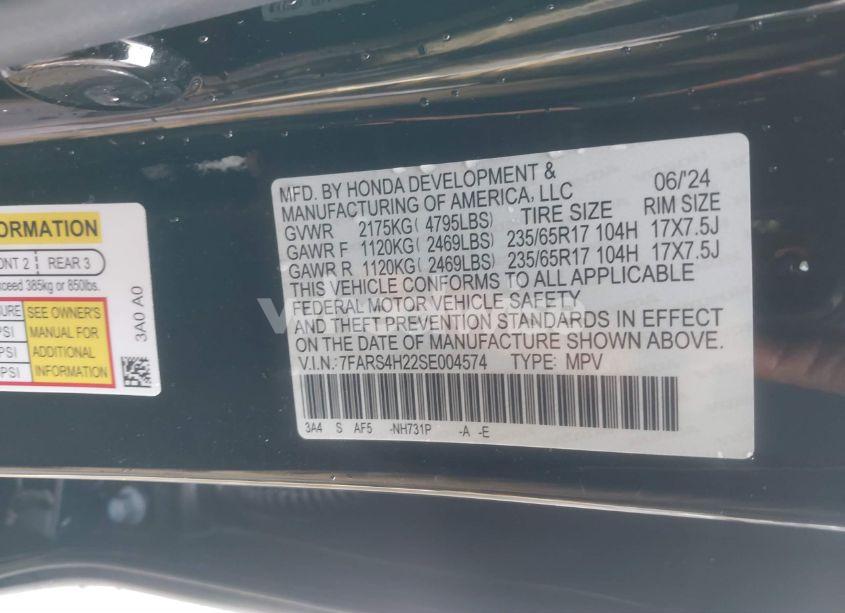 MFD. BY HONDA DEVELOPMENT & 06/'24
MANUFACTURING OF AMERICA, LLC
TIRE SIZE RIM SIZE
GVWR 2175KG( 4795LBS)
GAWR F 1120KG( 2469LBS) 235/65R17 104H 17X7.5J
GAWR R 1120KG( 2469LBS) 235/65R17 104H 17X7.5J
THIS VEHICLE CONFORMS TO ALL APPLICABLE
FEDERAL MOTOR VEHICLE SAFETY
AND THEFT PREVENTION STANDARDS IN EFFECT
ON THE DATE OF MANUFACTURE SHOWN ABOVE.
V.I.N.:7FARS4H22SE004574 TYPE: MPV
3A4 S AF5 -NH731P -A -E
REAR 3
385kg or 850lbs.
SEE OWNER'S
MANUAL FOR
ADDITIONAL
INFORMATION
PSI
PSI
PSI
3A0 A0